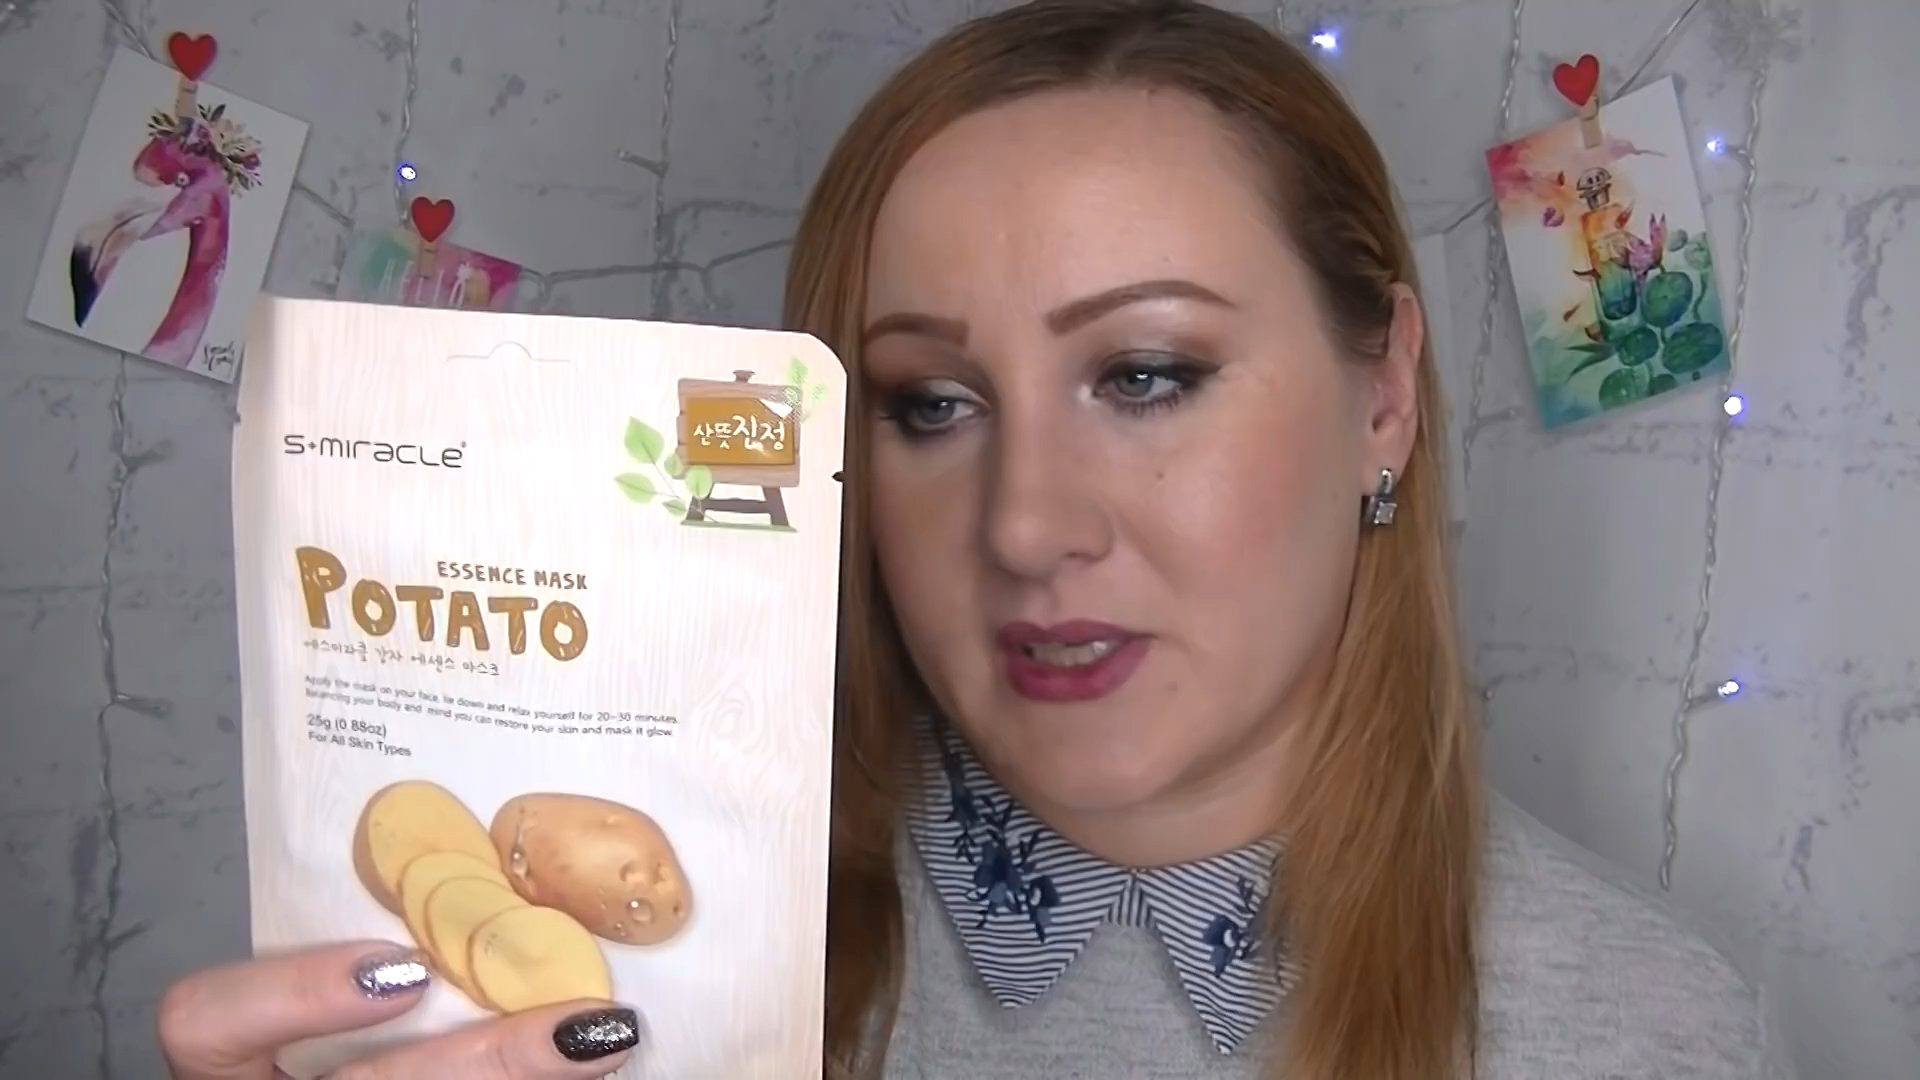 HELLO
S+MIRACLE
산뜻진정
ESSENCE MASK
POTATO
에스미라클 감자 에센스 마스크
Apply the mask on your face, lie down and relax yourself for 20~30 minutes.
Balancing your body and mind you can restore your skin and mask it glow.
25g (0.88oz)
For All Skin Types